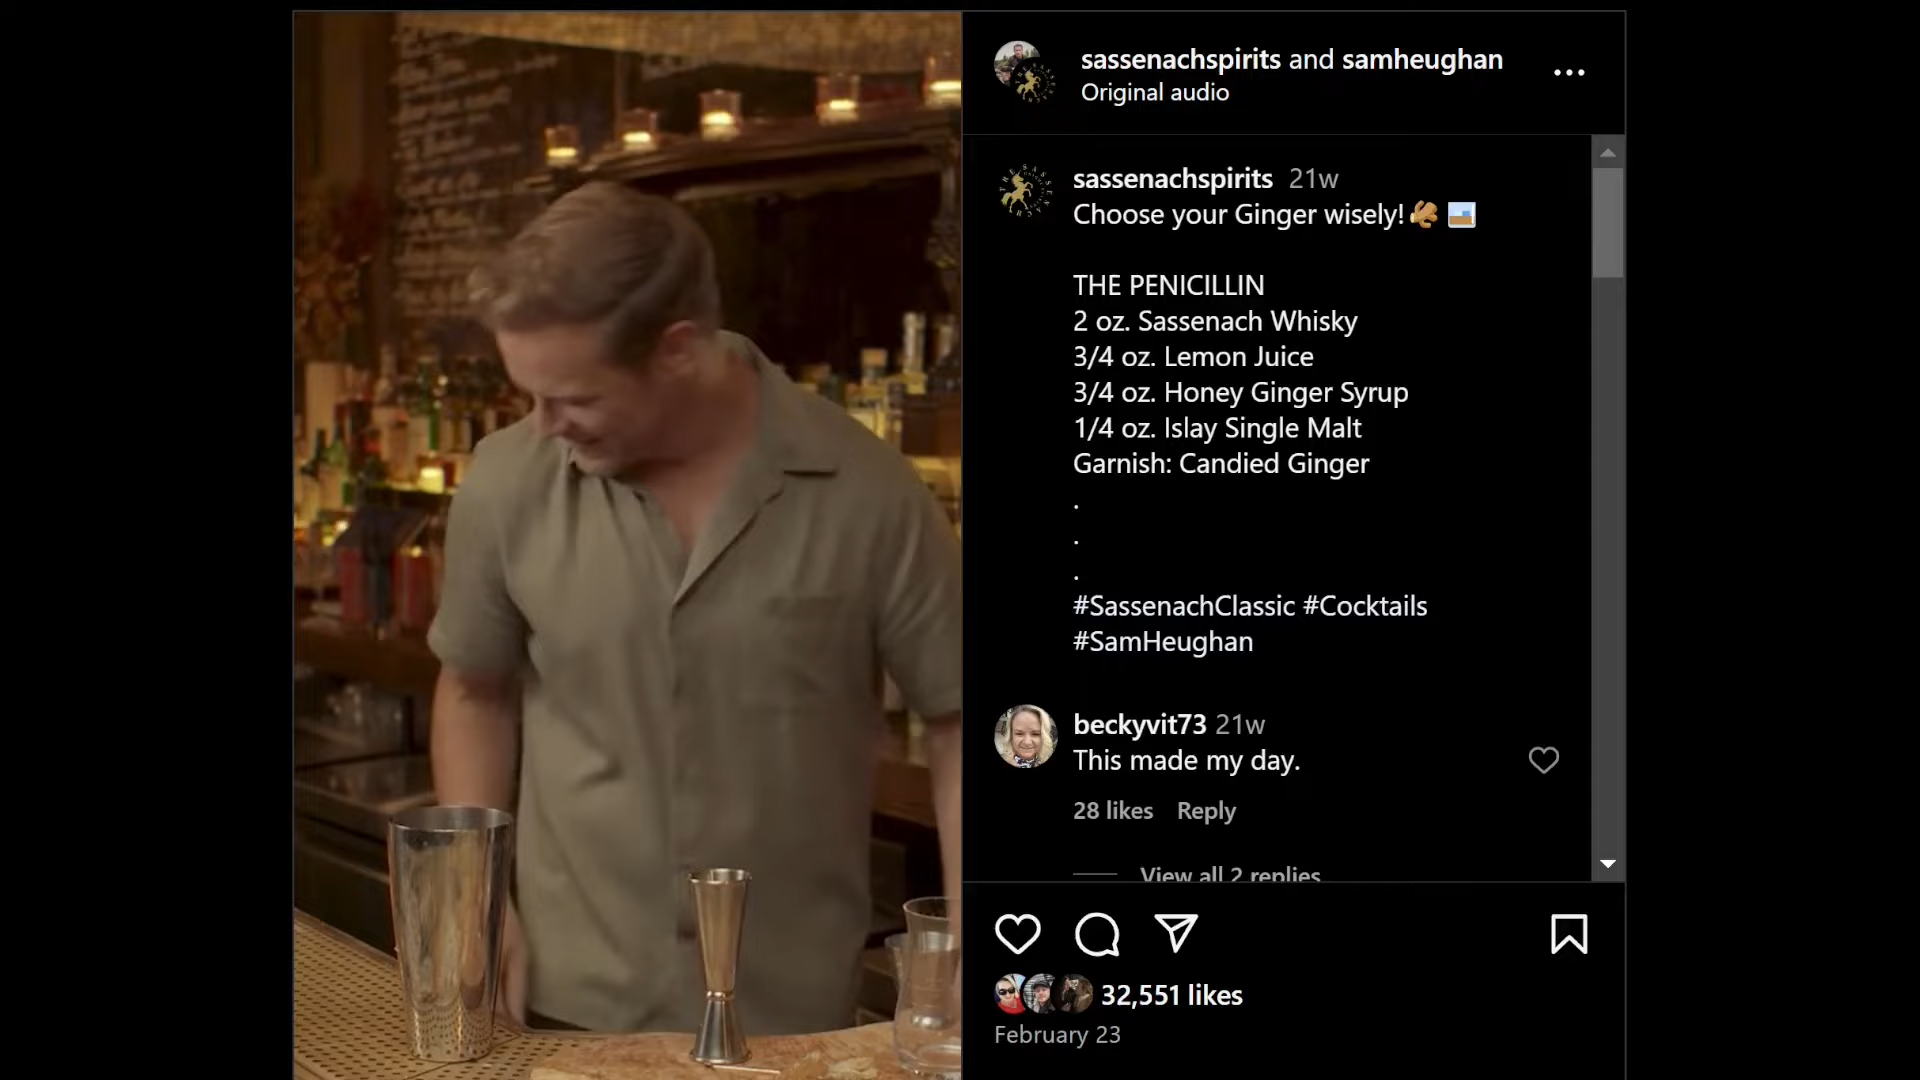 sassenachspirits and samheughan
Original audio
sassenachspirits 21w
Choose your Ginger wisely!
THE PENICILLIN
2 oz. Sassenach Whisky
3/4 oz. Lemon Juice
3/4 oz. Honey Ginger Syrup
1/4 oz. Islay Single Malt
Garnish: Candied Ginger
.
.
.
#SassenachClassic #Cocktails
#SamHeughan
beckyvit73 21w
This made my day.
28 likes Reply
View all 2 replies
32,551 likes
February 23